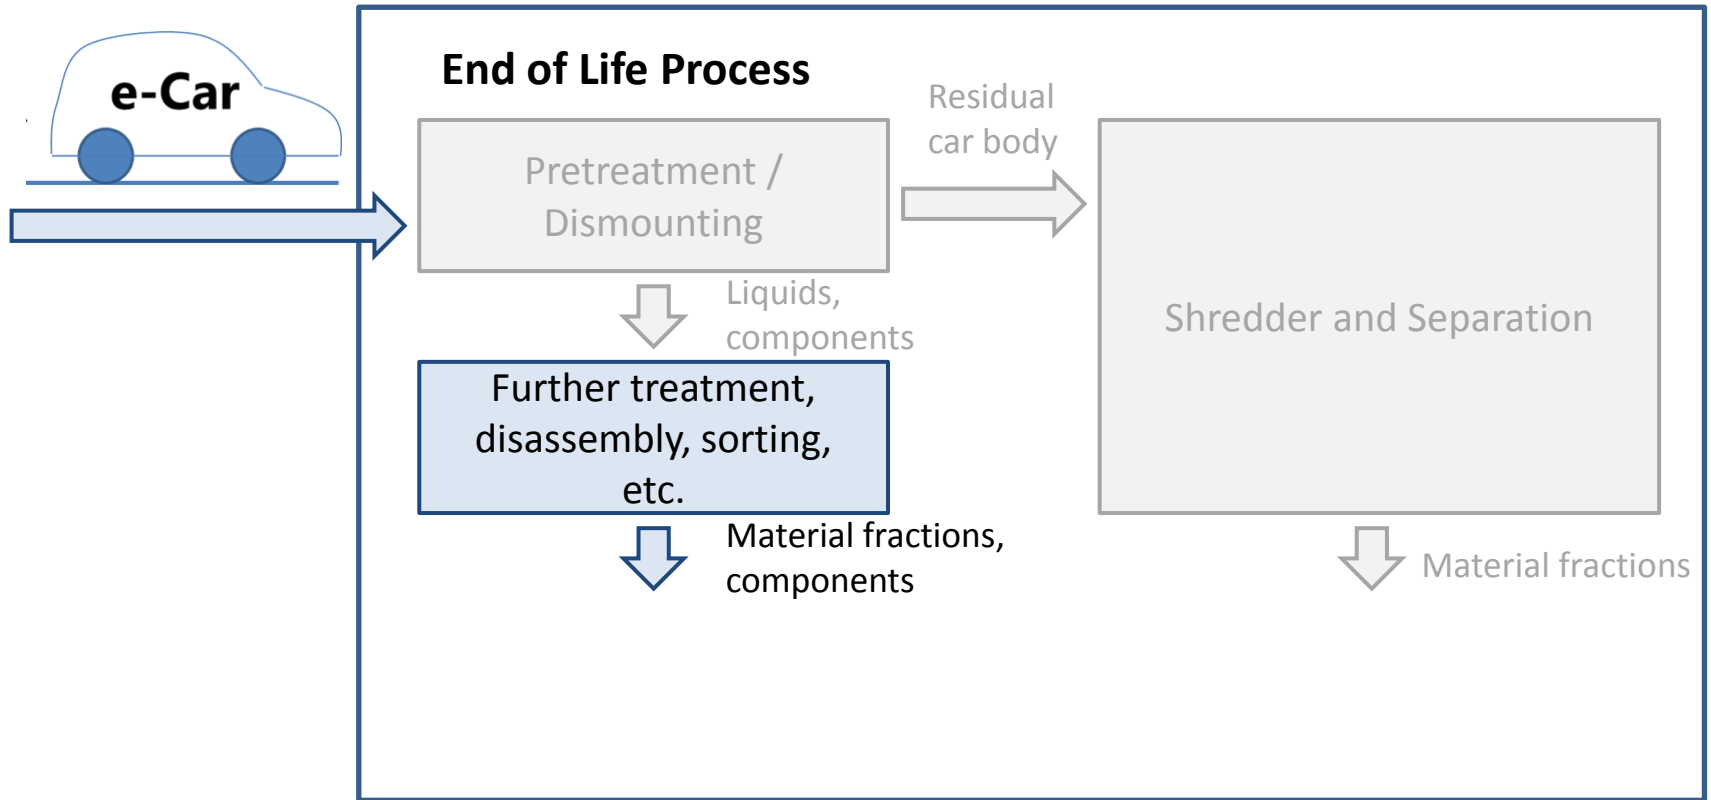 e-Car
End of Life Process
Pretreatment /
Dismounting
Residual
car body
Liquids,
components
Shredder and Separation
Further treatment,
disassembly, sorting,
etc.
Material fractions,
components
Material fractions